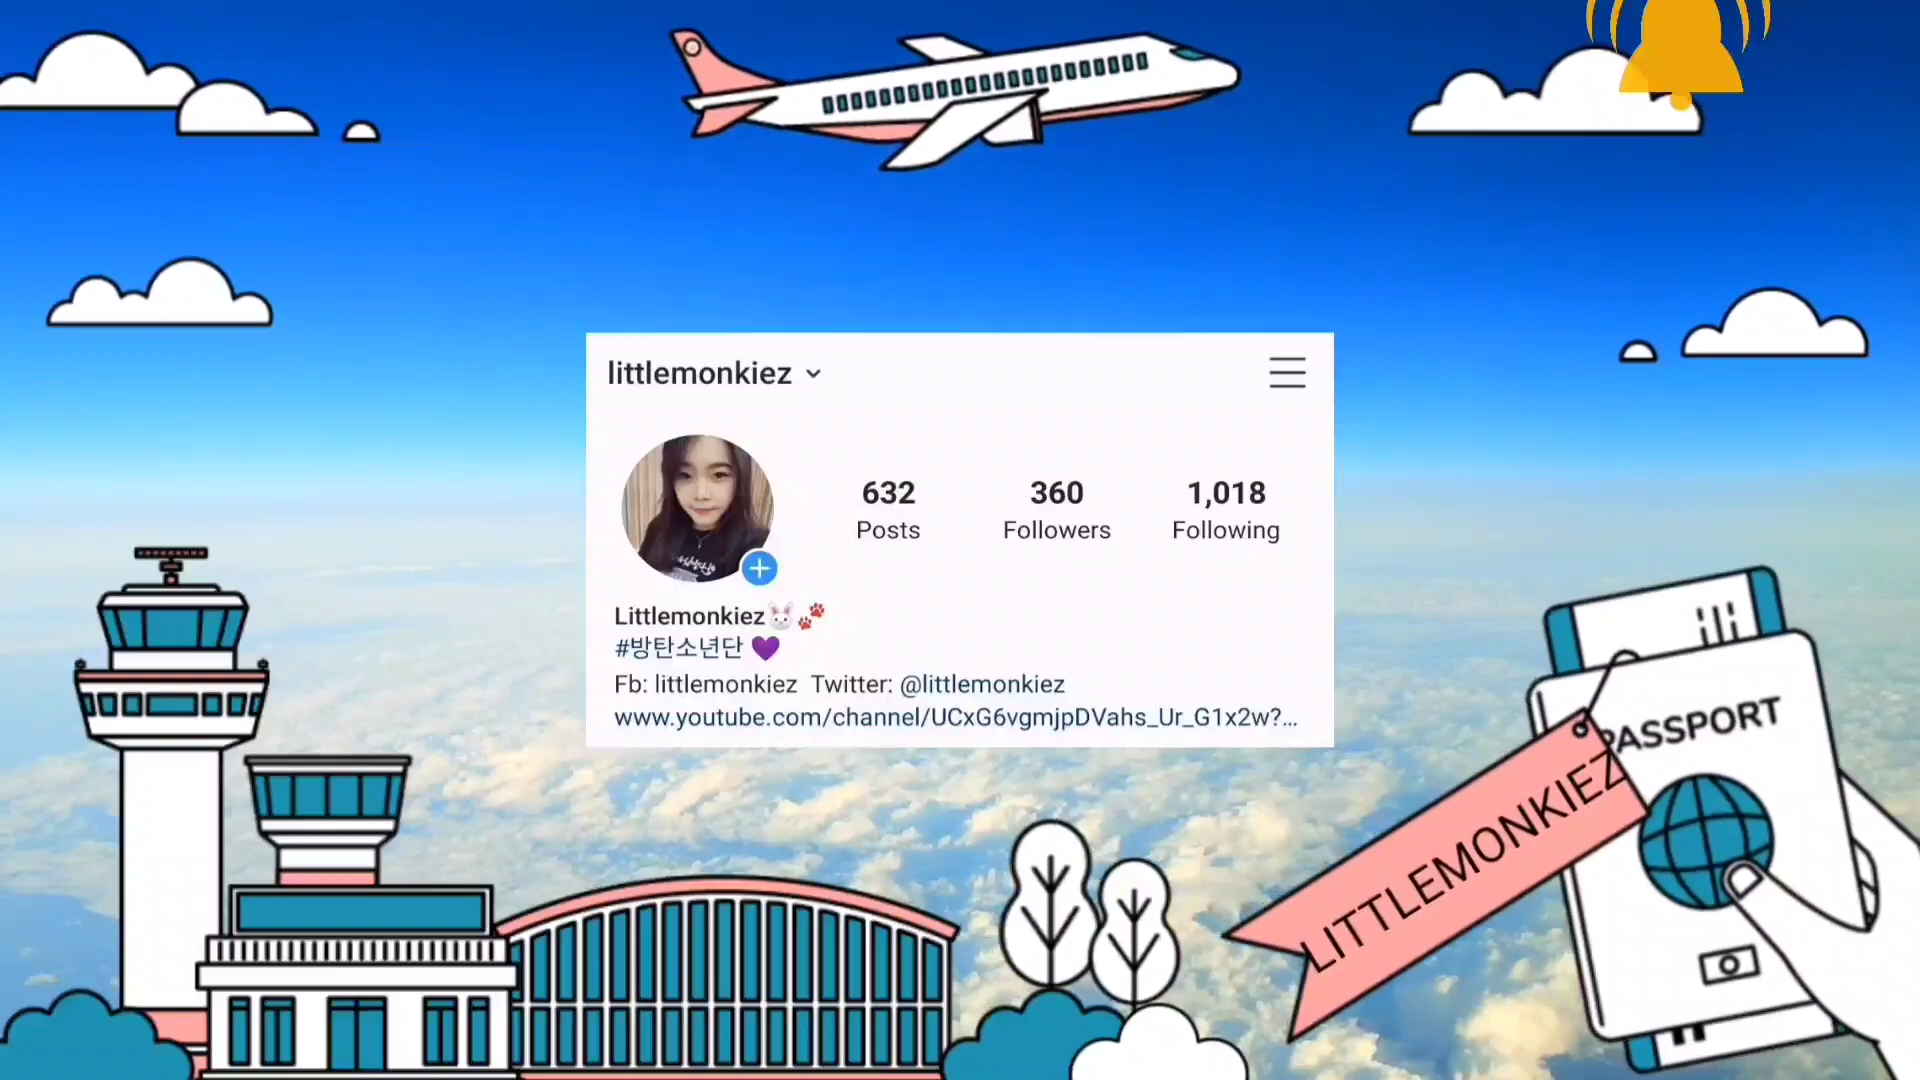 littlemonkiez
632
Posts
360
Followers
1,018
Following
Littlemonkiez🐰🐾
#방탄소년단 💜
Fb: littlemonkiez Twitter: @littlemonkiez
www.youtube.com/channel/UCxG6vgmjpDVahs_Ur_G1x2w?...
PASSPORT
LITTLEMONKIEZ